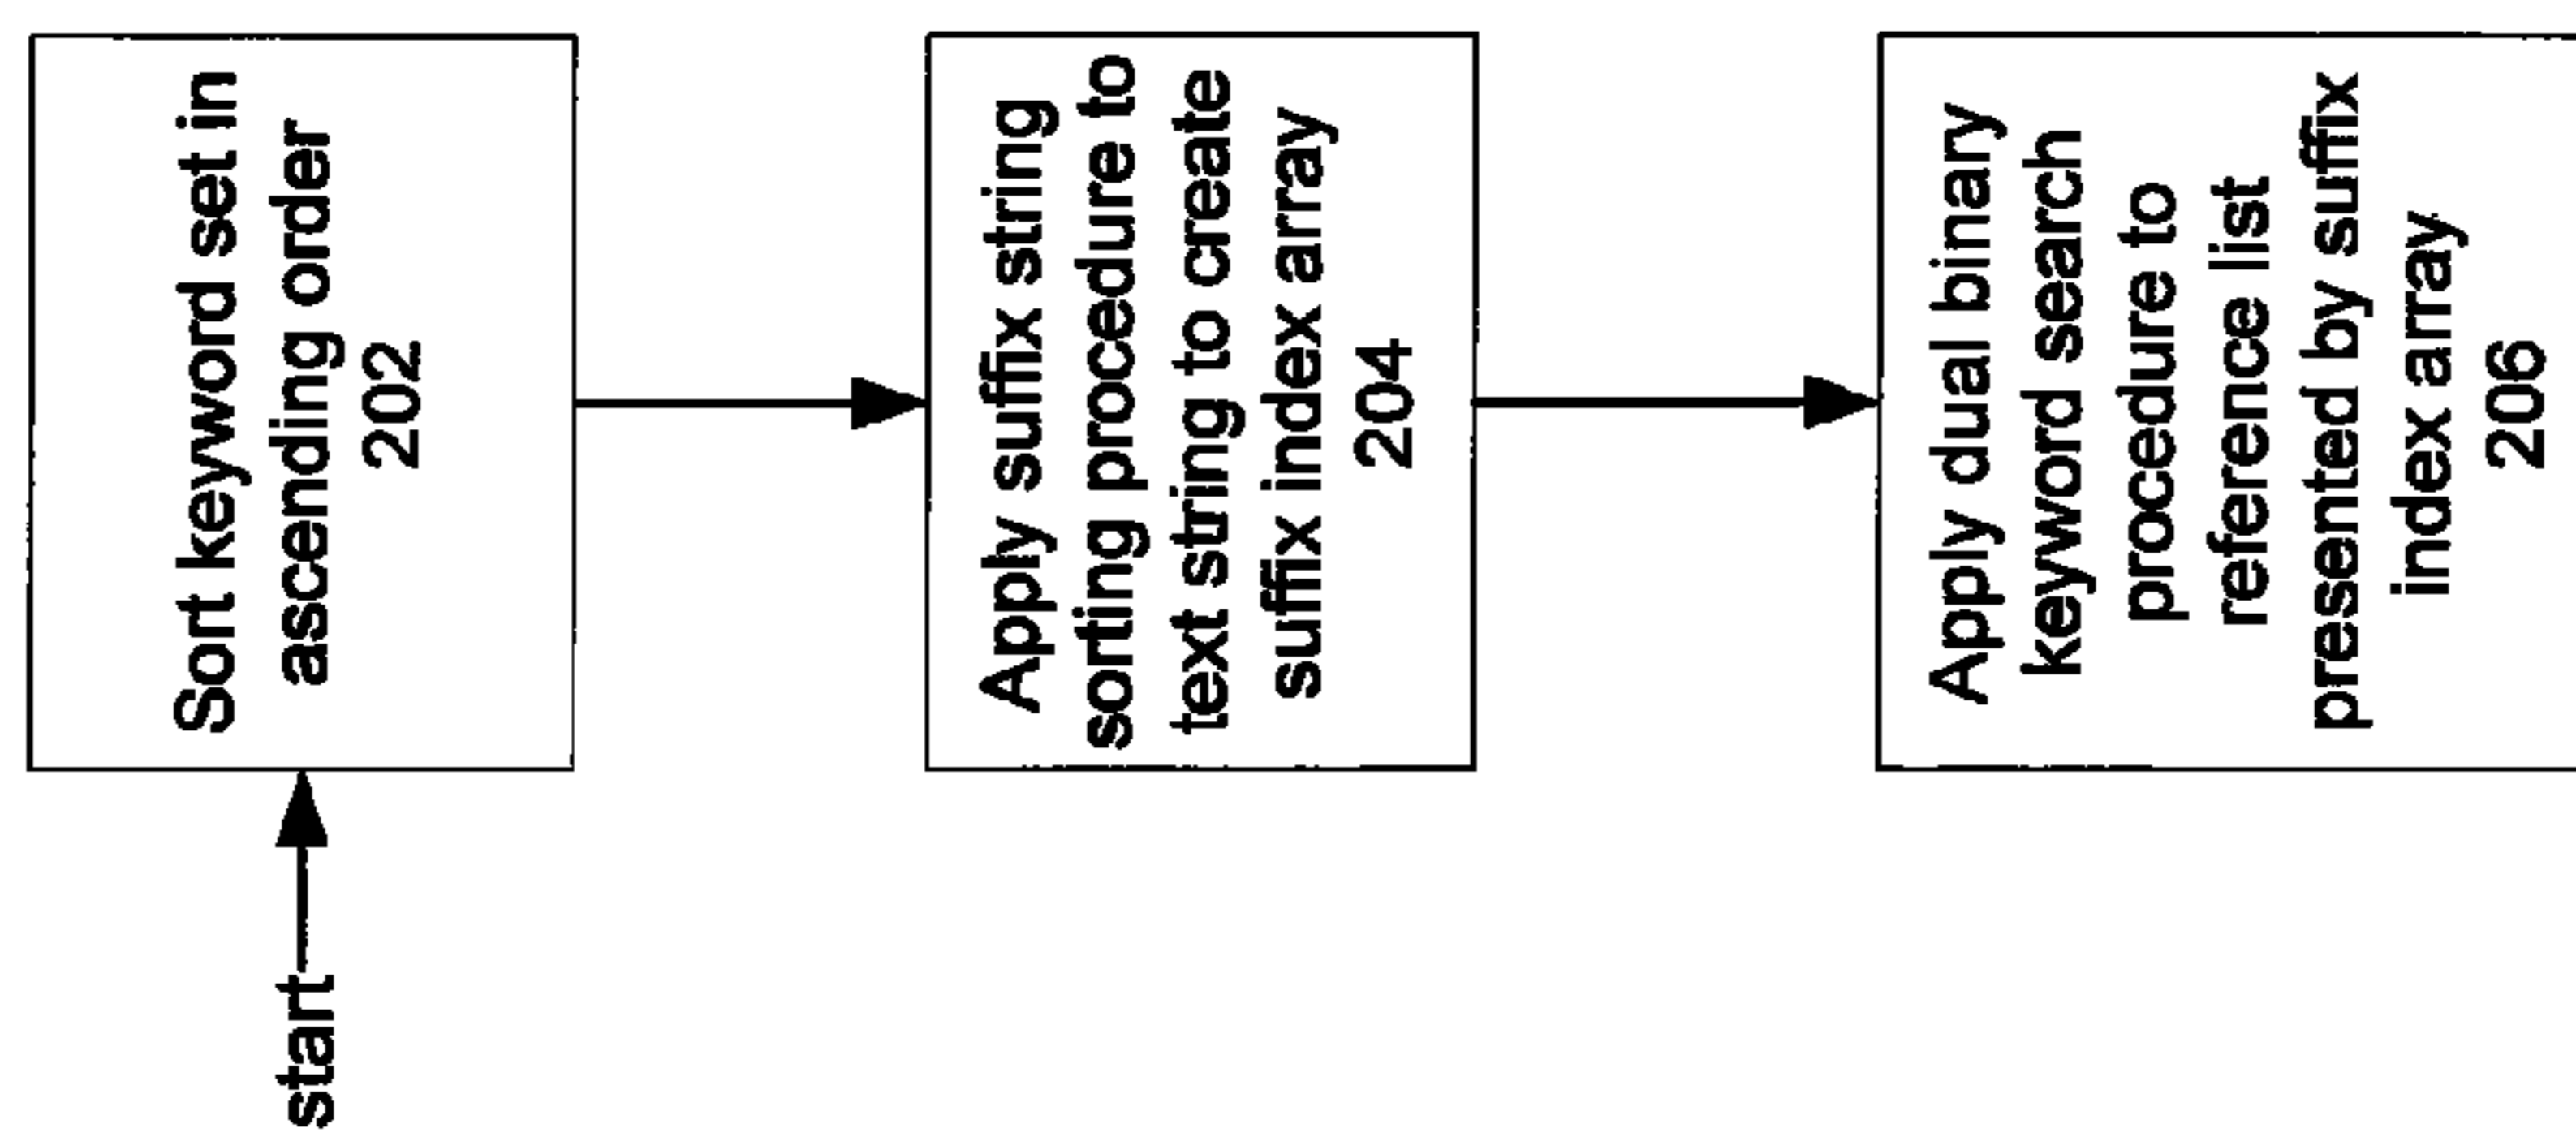 start
Sort keyword set in
ascending order
202
Apply suffix string
sorting procedure to
text string to create
suffix index array
204
Apply dual binary
keyword search
procedure to
reference list
presented by suffix
index array
206